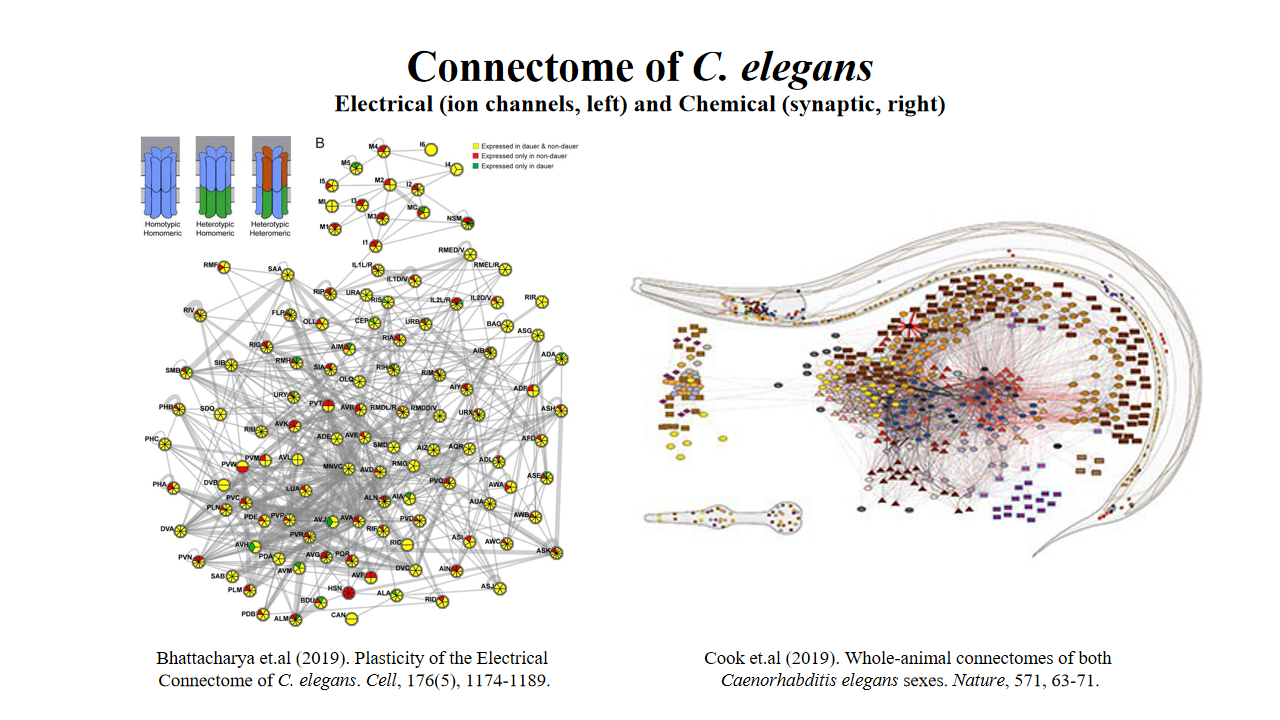 Connectome of C. elegans
Electrical (ion channels, left) and Chemical (synaptic, right)
Homotypic
Homomeric
Heterotypic
Homomeric
Heterotypic
Heteromeric
B
Expressed in dauer & non-dauer
Expressed only in non-dauer
Expressed only in dauer
M4
I6
M5
I4
I5
M2
I2
MI
I3
MC
M3
NSM
M1
I1
RMED/V
RMF
SAA
IL1L/R
RMEL/R
IL1D/V
RIP
URA
RIS
IL2L/R
IL2D/V
RIR
RIV
FLP
OLL
CEP
URB
BAG
ASG
RIG
AIM
RIA
AIB
ADA
SMB
SIB
RMH
SIA
RIH
RIM
OLQ
AIY
ADF
URY
PHB
SDQ
PVT
AVB
RMDL/R
RMDD/V
URX
ASH
AVK
RIB
ADE
AVE
SMD
AIZ
AQR
AFD
PHC
PVW
PVM
AVL
MNVC
AVD
RMG
ADL
PHA
DVB
LUA
PVQ
AWA
ASE
PVC
ALN
AIA
AUA
PLN
PDE
PVP
AVJ
AVA
PVD
AWB
DVA
PVR
RIF
ASI
AWC
AVH
RIC
ASK
PVN
PDA
AVG
PQR
SAB
AVM
AVF
DVC
AIN
PLM
HSN
ASJ
BDU
ALA
RID
PDB
ALM
CAN
Bhattacharya et.al (2019). Plasticity of the Electrical
Connectome of C. elegans. Cell, 176(5), 1174-1189.
Cook et.al (2019). Whole-animal connectomes of both
Caenorhabditis elegans sexes. Nature, 571, 63-71.